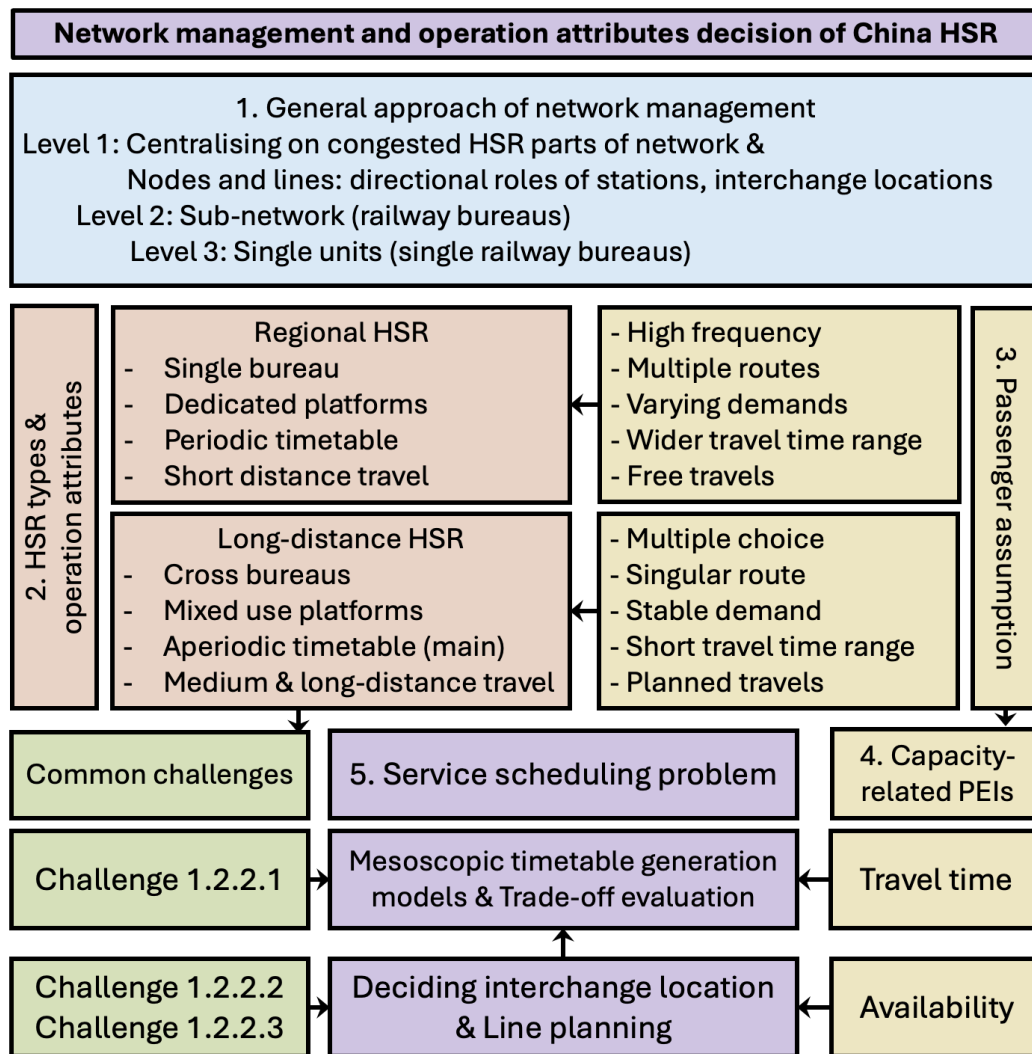 Network management and operation attributes decision of China HSR
1. General approach of network management
Level 1: Centralising on congested HSR parts of network &
Nodes and lines: directional roles of stations, interchange locations
Level 2: Sub-network (railway bureaus)
Level 3: Single units (single railway bureaus)
2. HSR types &
operation attributes
Regional HSR
- Single bureau
- Dedicated platforms
- Periodic timetable
- Short distance travel
- High frequency
- Multiple routes
- Varying demands
- Wider travel time range
- Free travels
3. Passenger assumption
Long-distance HSR
- Cross bureaus
- Mixed use platforms
- Aperiodic timetable (main)
- Medium & long-distance travel
- Multiple choice
- Singular route
- Stable demand
- Short travel time range
- Planned travels
Common challenges
5. Service scheduling problem
4. Capacity-
related PEIs
Challenge 1.2.2.1
Mesoscopic timetable generation
models & Trade-off evaluation
Travel time
Challenge 1.2.2.2
Challenge 1.2.2.3
Deciding interchange location
& Line planning
Availability